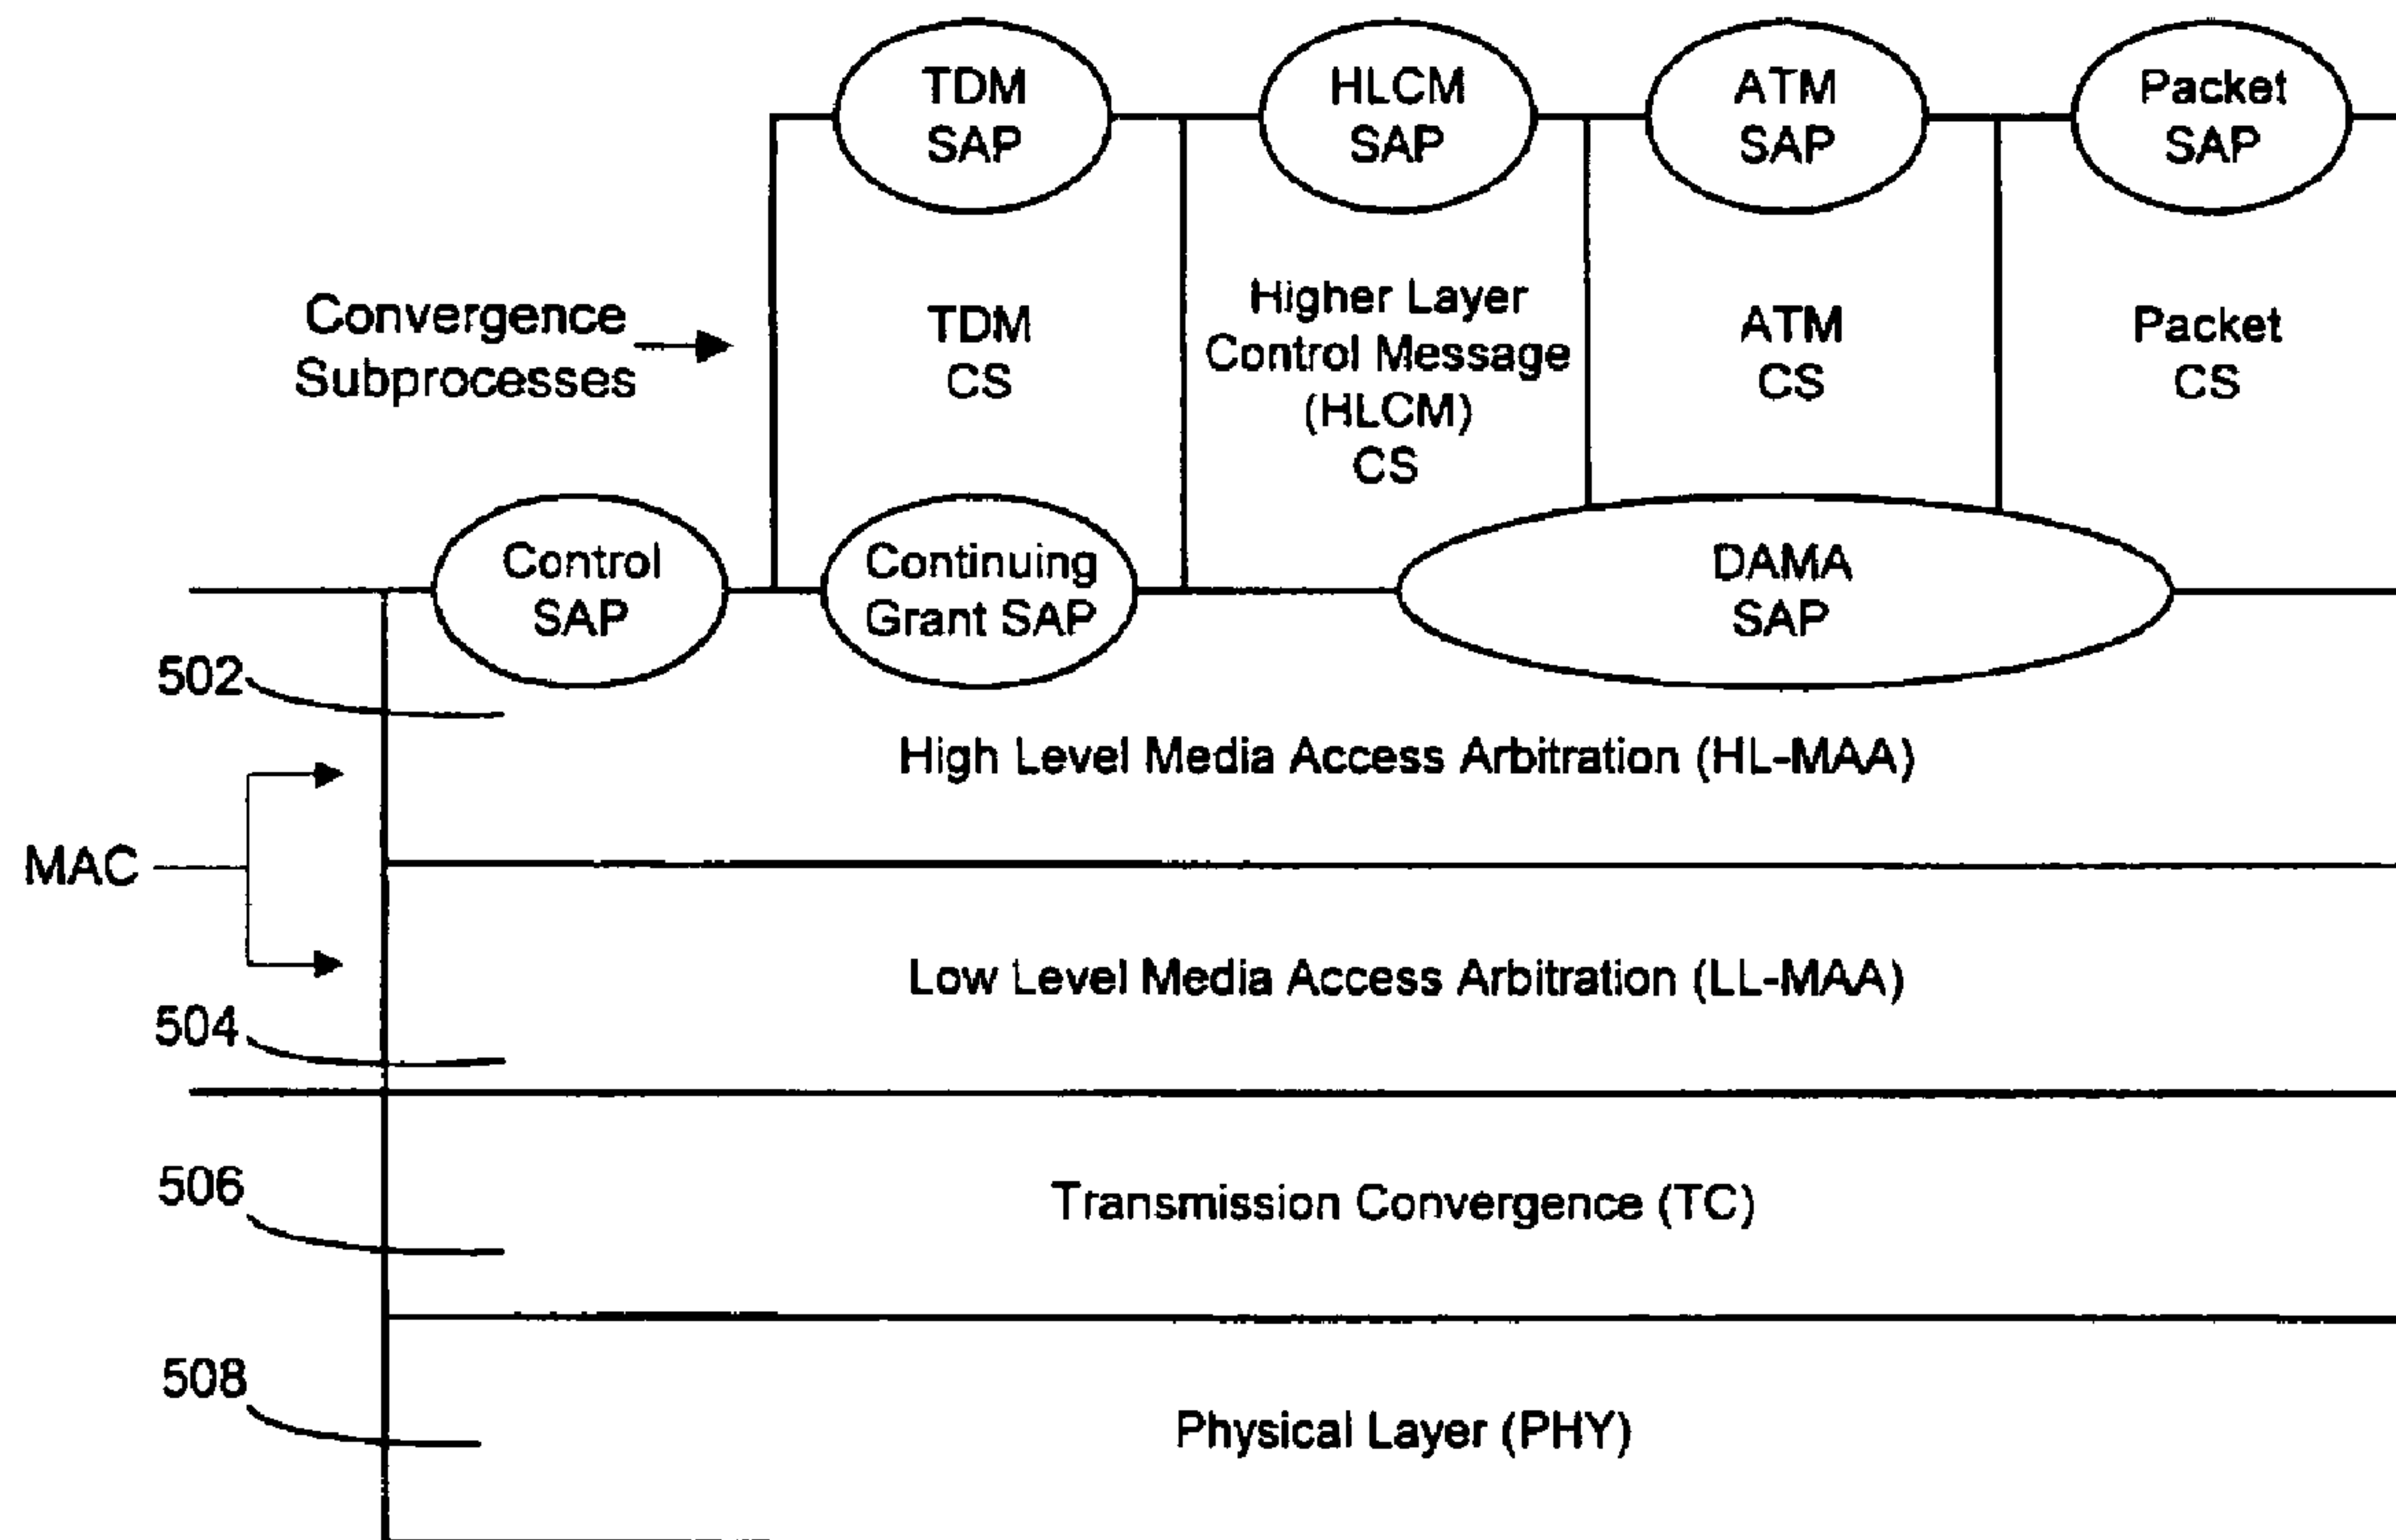 TDM
SAP
HLCM
SAP
ATM
SAP
Packet
SAP
Convergence
Subprocesses
TDM
CS
Higher Layer
Control Message
(HLCM)
CS
ATM
CS
Packet
CS
Control
SAP
Continuing
Grant SAP
DAMA
SAP
502
High Level Media Access Arbitration (HL-MAA)
MAC
Low Level Media Access Arbitration (LL-MAA)
504
506
Transmission Convergence (TC)
508
Physical Layer (PHY)